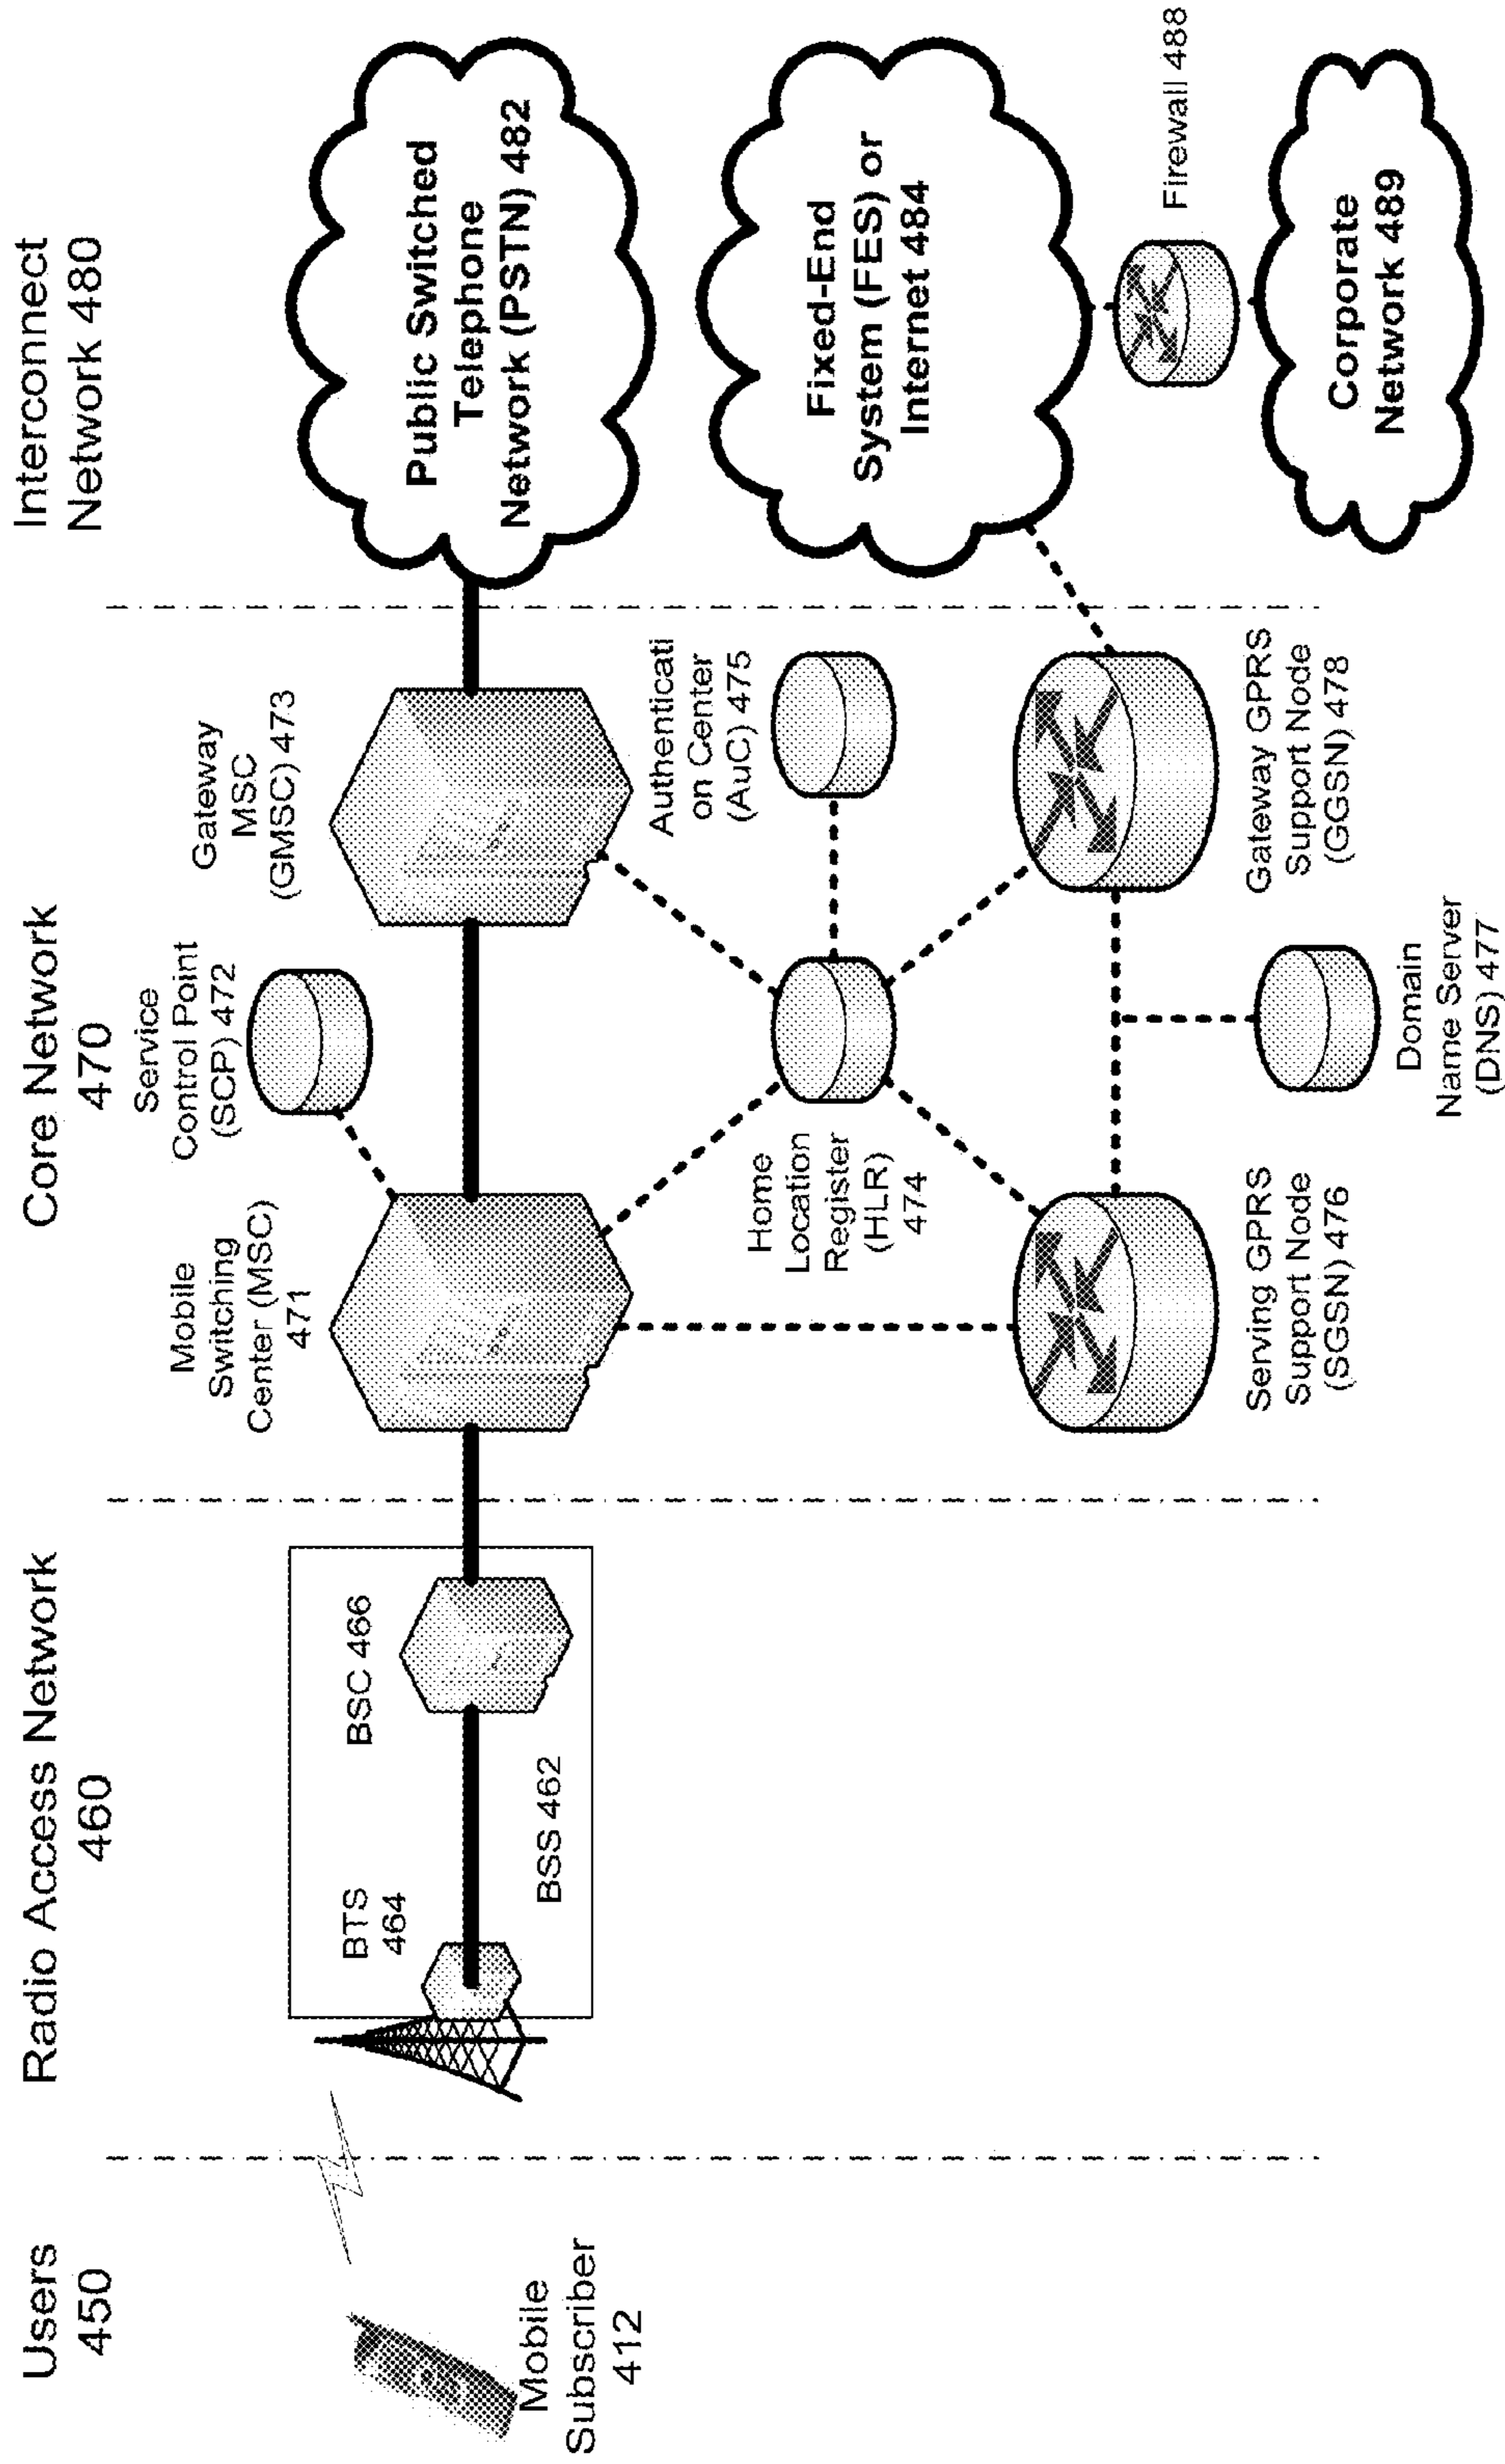 Users
450
Radio Access Network
460
Core Network
470
Interconnect
Network 480
Mobile
Subscriber
412
BTS
464
BSC 466
BSS 462
Mobile
Switching
Center (MSC)
471
Service
Control Point
(SCP) 472
Gateway
MSC
(GMSC) 473
Public Switched
Telephone
Network (PSTN) 482
Home
Location
Register
(HLR)
474
Authenticati
on Center
(AuC) 475
Fixed-End
System (FES) or
Internet 484
Serving GPRS
Support Node
(SGSN) 476
Gateway GPRS
Support Node
(GGSN) 478
Firewall 488
Domain
Name Server
(DNS) 477
Corporate
Network 489